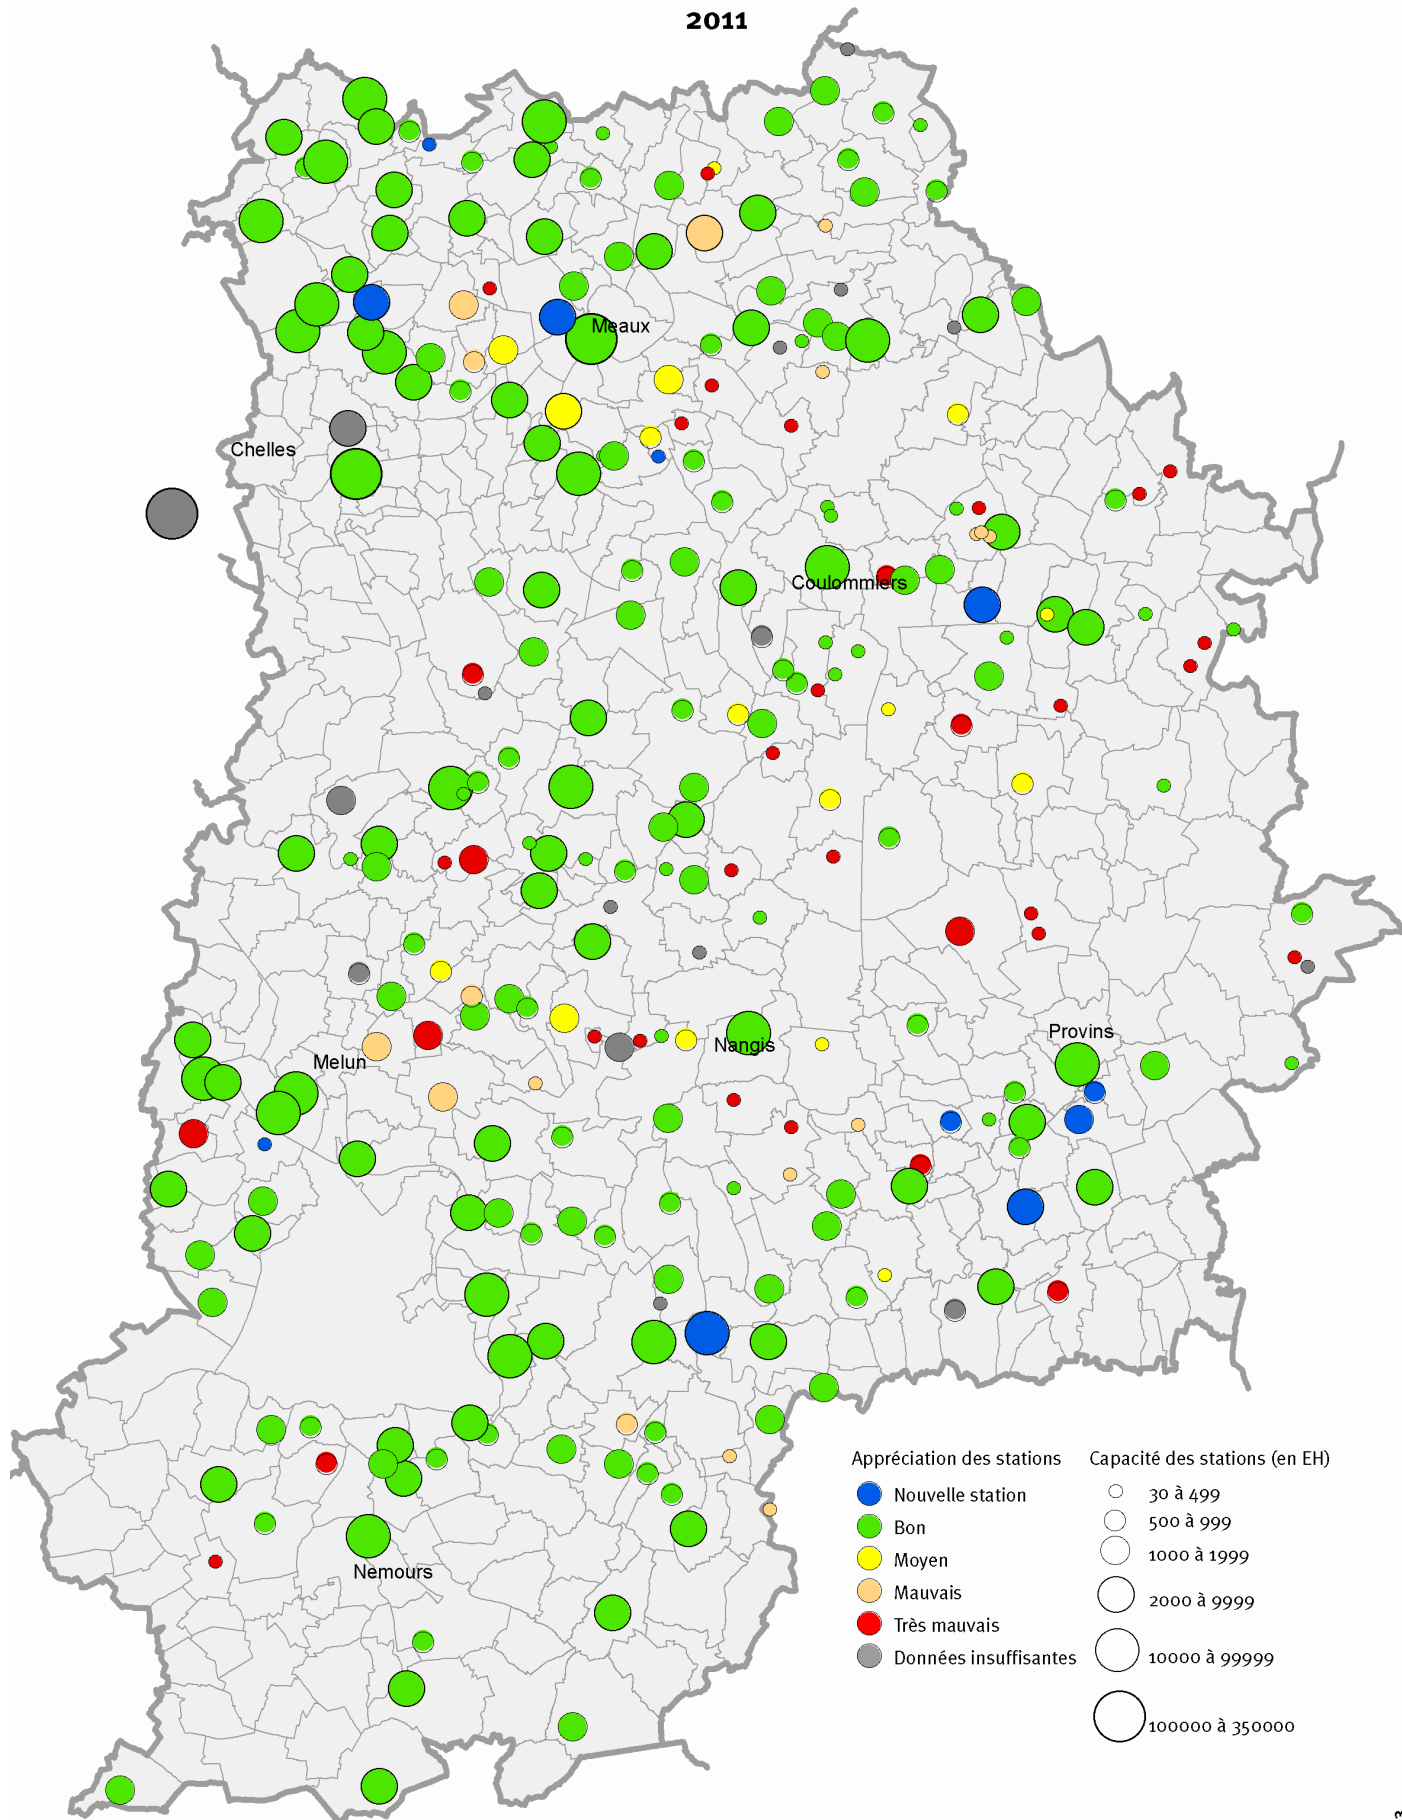 2011
Meaux
Chelles
Coulommiers
Provins
Nangis
Melun
Appréciation des stations
Nouvelle station
Bon
Moyen
Mauvais
Très mauvais
Données insuffisantes
Capacité des stations (en EH)
30 à 499
500 à 999
1000 à 1999
2000 à 9999
10000 à 99999
100000 à 350000
Nemours
3